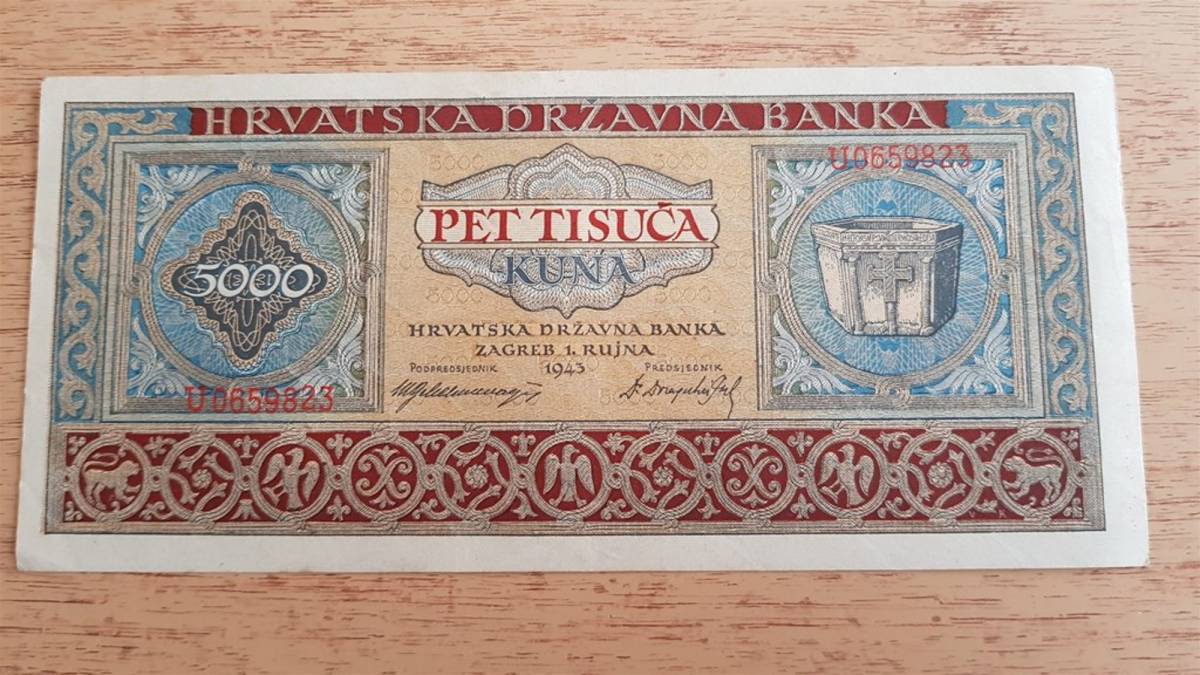 HRVATSKA DRŽAVNA BANKA
U0659823
PET TISUĆA
KUNA
5000
HRVATSKA DRŽAVNA BANKA
ZAGREB 1. RUJNA
1943
PODPREDSJEDNIK
PREDSJEDNIK
U0659823